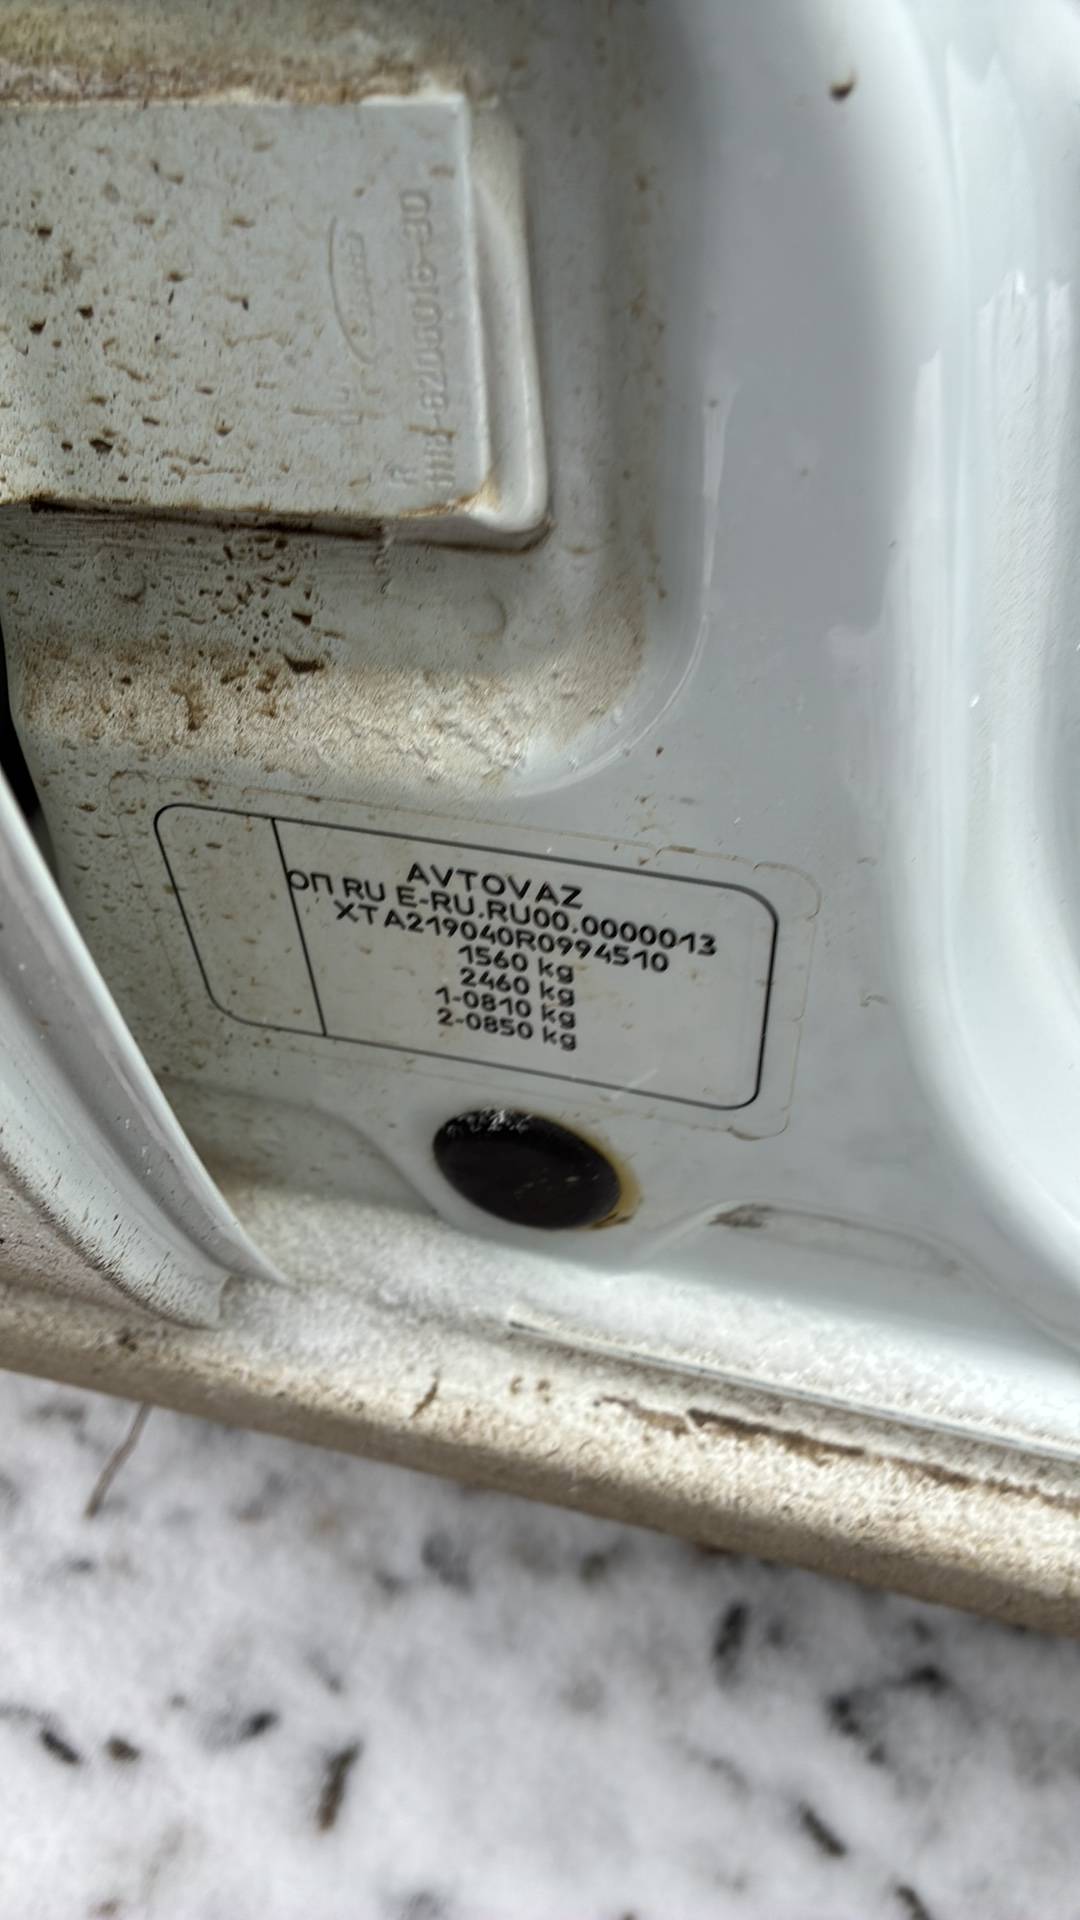 AVTOVAZ
ОП RU E-RU.RU00.0000013
XTA219040R0994510
1560 kg
2460 kg
1-0810 kg
2-0850 kg